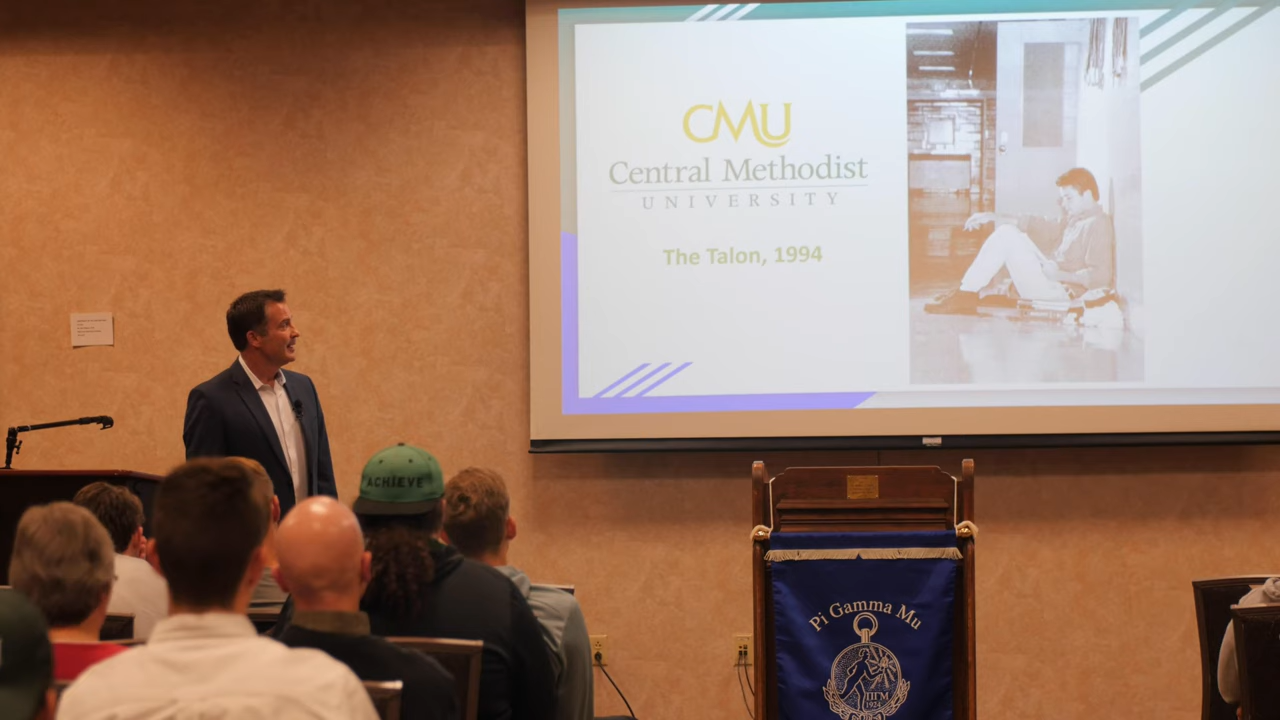 CMU
Central Methodist
UNIVERSITY
The Talon, 1994
ACHIEVE
Pi Gamma Mu
ΠΓΜ
1924